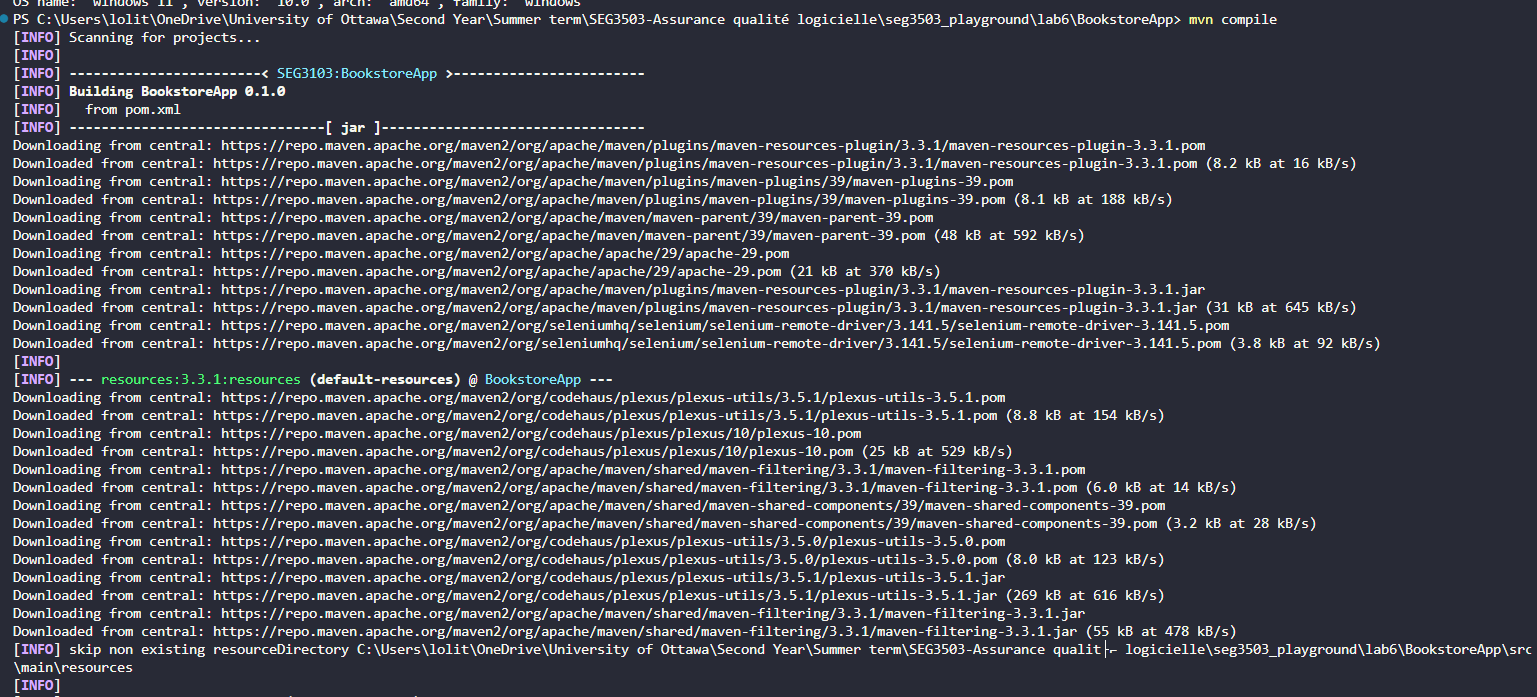 OS name: "windows 11", version: "10.0", arch: "amd64", family: "windows"
PS C:\Users\lolit\OneDrive\University of Ottawa\Second Year\Summer term\SEG3503-Assurance qualité logicielle\seg3503_playground\lab6\BookstoreApp> mvn compile
[INFO] Scanning for projects...
[INFO]
[INFO] ------------------------< SEG3103:BookstoreApp >------------------------
[INFO] Building BookstoreApp 0.1.0
[INFO]   from pom.xml
[INFO] --------------------------------[ jar ]---------------------------------
Downloading from central: https://repo.maven.apache.org/maven2/org/apache/maven/plugins/maven-resources-plugin/3.3.1/maven-resources-plugin-3.3.1.pom
Downloaded from central: https://repo.maven.apache.org/maven2/org/apache/maven/plugins/maven-resources-plugin/3.3.1/maven-resources-plugin-3.3.1.pom (8.2 kB at 16 kB/s)
Downloading from central: https://repo.maven.apache.org/maven2/org/apache/maven/plugins/maven-plugins/39/maven-plugins-39.pom
Downloaded from central: https://repo.maven.apache.org/maven2/org/apache/maven/plugins/maven-plugins/39/maven-plugins-39.pom (8.1 kB at 188 kB/s)
Downloading from central: https://repo.maven.apache.org/maven2/org/apache/maven/maven-parent/39/maven-parent-39.pom
Downloaded from central: https://repo.maven.apache.org/maven2/org/apache/maven/maven-parent/39/maven-parent-39.pom (48 kB at 592 kB/s)
Downloading from central: https://repo.maven.apache.org/maven2/org/apache/apache/29/apache-29.pom
Downloaded from central: https://repo.maven.apache.org/maven2/org/apache/apache/29/apache-29.pom (21 kB at 370 kB/s)
Downloading from central: https://repo.maven.apache.org/maven2/org/apache/maven/plugins/maven-resources-plugin/3.3.1/maven-resources-plugin-3.3.1.jar
Downloaded from central: https://repo.maven.apache.org/maven2/org/apache/maven/plugins/maven-resources-plugin/3.3.1/maven-resources-plugin-3.3.1.jar (31 kB at 645 kB/s)
Downloading from central: https://repo.maven.apache.org/maven2/org/seleniumhq/selenium/selenium-remote-driver/3.141.5/selenium-remote-driver-3.141.5.pom
Downloaded from central: https://repo.maven.apache.org/maven2/org/seleniumhq/selenium/selenium-remote-driver/3.141.5/selenium-remote-driver-3.141.5.pom (3.8 kB at 92 kB/s)
[INFO]
[INFO] --- resources:3.3.1:resources (default-resources) @ BookstoreApp ---
Downloading from central: https://repo.maven.apache.org/maven2/org/codehaus/plexus/plexus-utils/3.5.1/plexus-utils-3.5.1.pom
Downloaded from central: https://repo.maven.apache.org/maven2/org/codehaus/plexus/plexus-utils/3.5.1/plexus-utils-3.5.1.pom (8.8 kB at 154 kB/s)
Downloading from central: https://repo.maven.apache.org/maven2/org/codehaus/plexus/plexus/10/plexus-10.pom
Downloaded from central: https://repo.maven.apache.org/maven2/org/codehaus/plexus/plexus/10/plexus-10.pom (25 kB at 529 kB/s)
Downloading from central: https://repo.maven.apache.org/maven2/org/apache/maven/shared/maven-filtering/3.3.1/maven-filtering-3.3.1.pom
Downloaded from central: https://repo.maven.apache.org/maven2/org/apache/maven/shared/maven-filtering/3.3.1/maven-filtering-3.3.1.pom (6.0 kB at 14 kB/s)
Downloading from central: https://repo.maven.apache.org/maven2/org/apache/maven/shared/maven-shared-components/39/maven-shared-components-39.pom
Downloaded from central: https://repo.maven.apache.org/maven2/org/apache/maven/shared/maven-shared-components/39/maven-shared-components-39.pom (3.2 kB at 28 kB/s)
Downloading from central: https://repo.maven.apache.org/maven2/org/codehaus/plexus/plexus-utils/3.5.0/plexus-utils-3.5.0.pom
Downloaded from central: https://repo.maven.apache.org/maven2/org/codehaus/plexus/plexus-utils/3.5.0/plexus-utils-3.5.0.pom (8.0 kB at 123 kB/s)
Downloading from central: https://repo.maven.apache.org/maven2/org/codehaus/plexus/plexus-utils/3.5.1/plexus-utils-3.5.1.jar
Downloaded from central: https://repo.maven.apache.org/maven2/org/codehaus/plexus/plexus-utils/3.5.1/plexus-utils-3.5.1.jar (269 kB at 616 kB/s)
Downloading from central: https://repo.maven.apache.org/maven2/org/apache/maven/shared/maven-filtering/3.3.1/maven-filtering-3.3.1.jar
Downloaded from central: https://repo.maven.apache.org/maven2/org/apache/maven/shared/maven-filtering/3.3.1/maven-filtering-3.3.1.jar (55 kB at 478 kB/s)
[INFO] skip non existing resourceDirectory C:\Users\lolit\OneDrive\University of Ottawa\Second Year\Summer term\SEG3503-Assurance qualit├⌐ logicielle\seg3503_playground\lab6\BookstoreApp\src
\main\resources
[INFO]